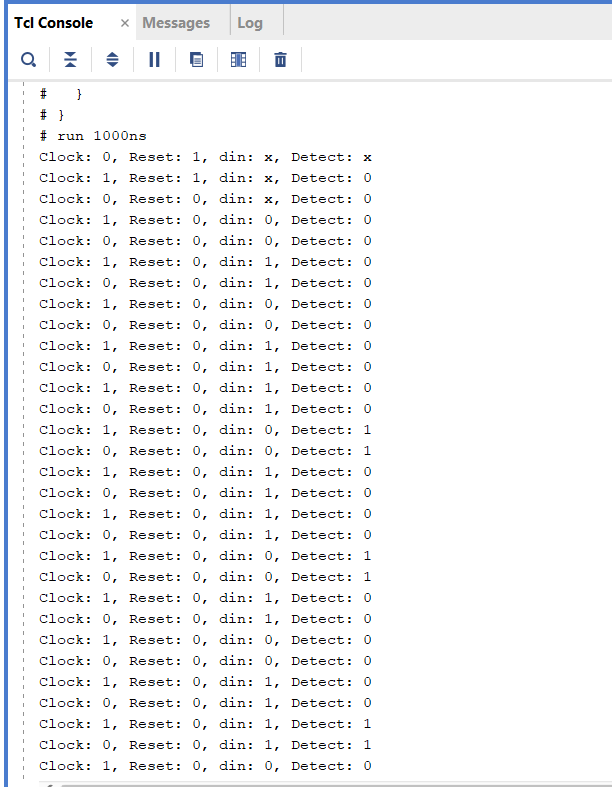 Tcl Console × Messages Log
# }
# }
# run 1000ns
Clock: 0, Reset: 1, din: x, Detect: x
Clock: 1, Reset: 1, din: x, Detect: 0
Clock: 0, Reset: 0, din: x, Detect: 0
Clock: 1, Reset: 0, din: 0, Detect: 0
Clock: 0, Reset: 0, din: 0, Detect: 0
Clock: 1, Reset: 0, din: 1, Detect: 0
Clock: 0, Reset: 0, din: 1, Detect: 0
Clock: 1, Reset: 0, din: 0, Detect: 0
Clock: 0, Reset: 0, din: 0, Detect: 0
Clock: 1, Reset: 0, din: 1, Detect: 0
Clock: 0, Reset: 0, din: 1, Detect: 0
Clock: 1, Reset: 0, din: 1, Detect: 0
Clock: 0, Reset: 0, din: 1, Detect: 0
Clock: 1, Reset: 0, din: 0, Detect: 1
Clock: 0, Reset: 0, din: 0, Detect: 1
Clock: 1, Reset: 0, din: 1, Detect: 0
Clock: 0, Reset: 0, din: 1, Detect: 0
Clock: 1, Reset: 0, din: 1, Detect: 0
Clock: 0, Reset: 0, din: 1, Detect: 0
Clock: 1, Reset: 0, din: 0, Detect: 1
Clock: 0, Reset: 0, din: 0, Detect: 1
Clock: 1, Reset: 0, din: 1, Detect: 0
Clock: 0, Reset: 0, din: 1, Detect: 0
Clock: 1, Reset: 0, din: 0, Detect: 0
Clock: 0, Reset: 0, din: 0, Detect: 0
Clock: 1, Reset: 0, din: 1, Detect: 0
Clock: 0, Reset: 0, din: 1, Detect: 0
Clock: 1, Reset: 0, din: 1, Detect: 1
Clock: 0, Reset: 0, din: 1, Detect: 1
Clock: 1, Reset: 0, din: 0, Detect: 0